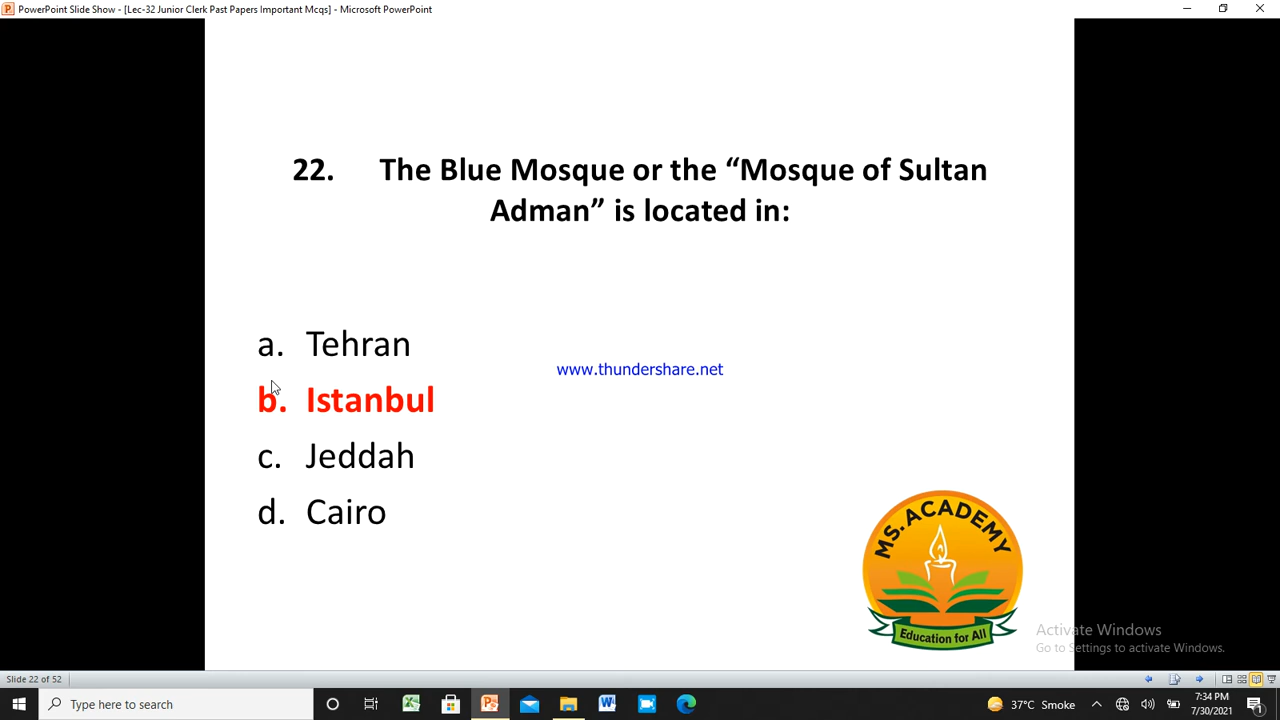 PowerPoint Slide Show - [Lec-32 Junior Clerk Past Papers Important Mcqs] - Microsoft PowerPoint
22. The Blue Mosque or the “Mosque of Sultan
Adman” is located in:
a. Tehran
www.thundershare.net
b. Istanbul
c. Jeddah
d. Cairo
MS.ACADEMY
Education for All
Activate Windows
Go to Settings to activate Windows.
Slide 22 of 52
Type here to search
37°C Smoke
7:34 PM
7/30/2021